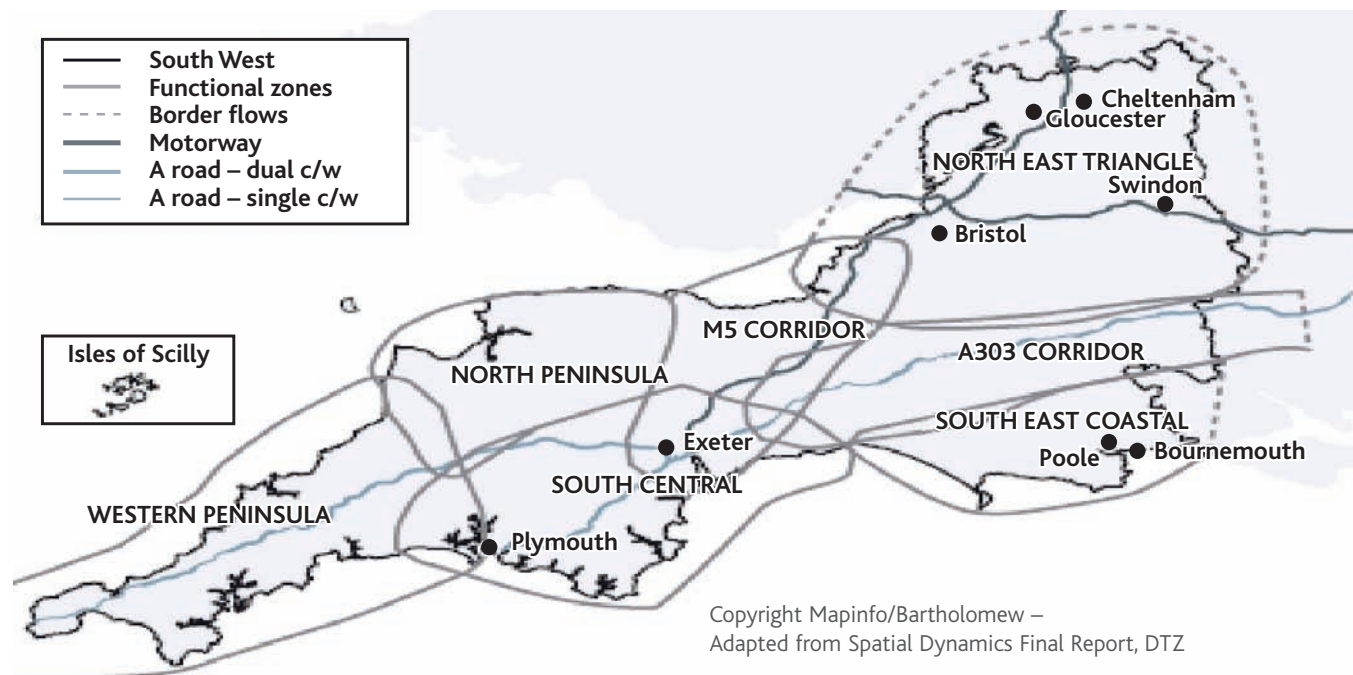 South West
Functional zones
Border flows
Motorway
A road – dual c/w
A road – single c/w
Isles of Scilly
Cheltenham
Gloucester
NORTH EAST TRIANGLE
Swindon
Bristol
M5 CORRIDOR
A303 CORRIDOR
NORTH PENINSULA
SOUTH EAST COASTAL
Exeter
Poole
Bournemouth
SOUTH CENTRAL
WESTERN PENINSULA
Plymouth
Copyright Mapinfo/Bartholomew –
Adapted from Spatial Dynamics Final Report, DTZ